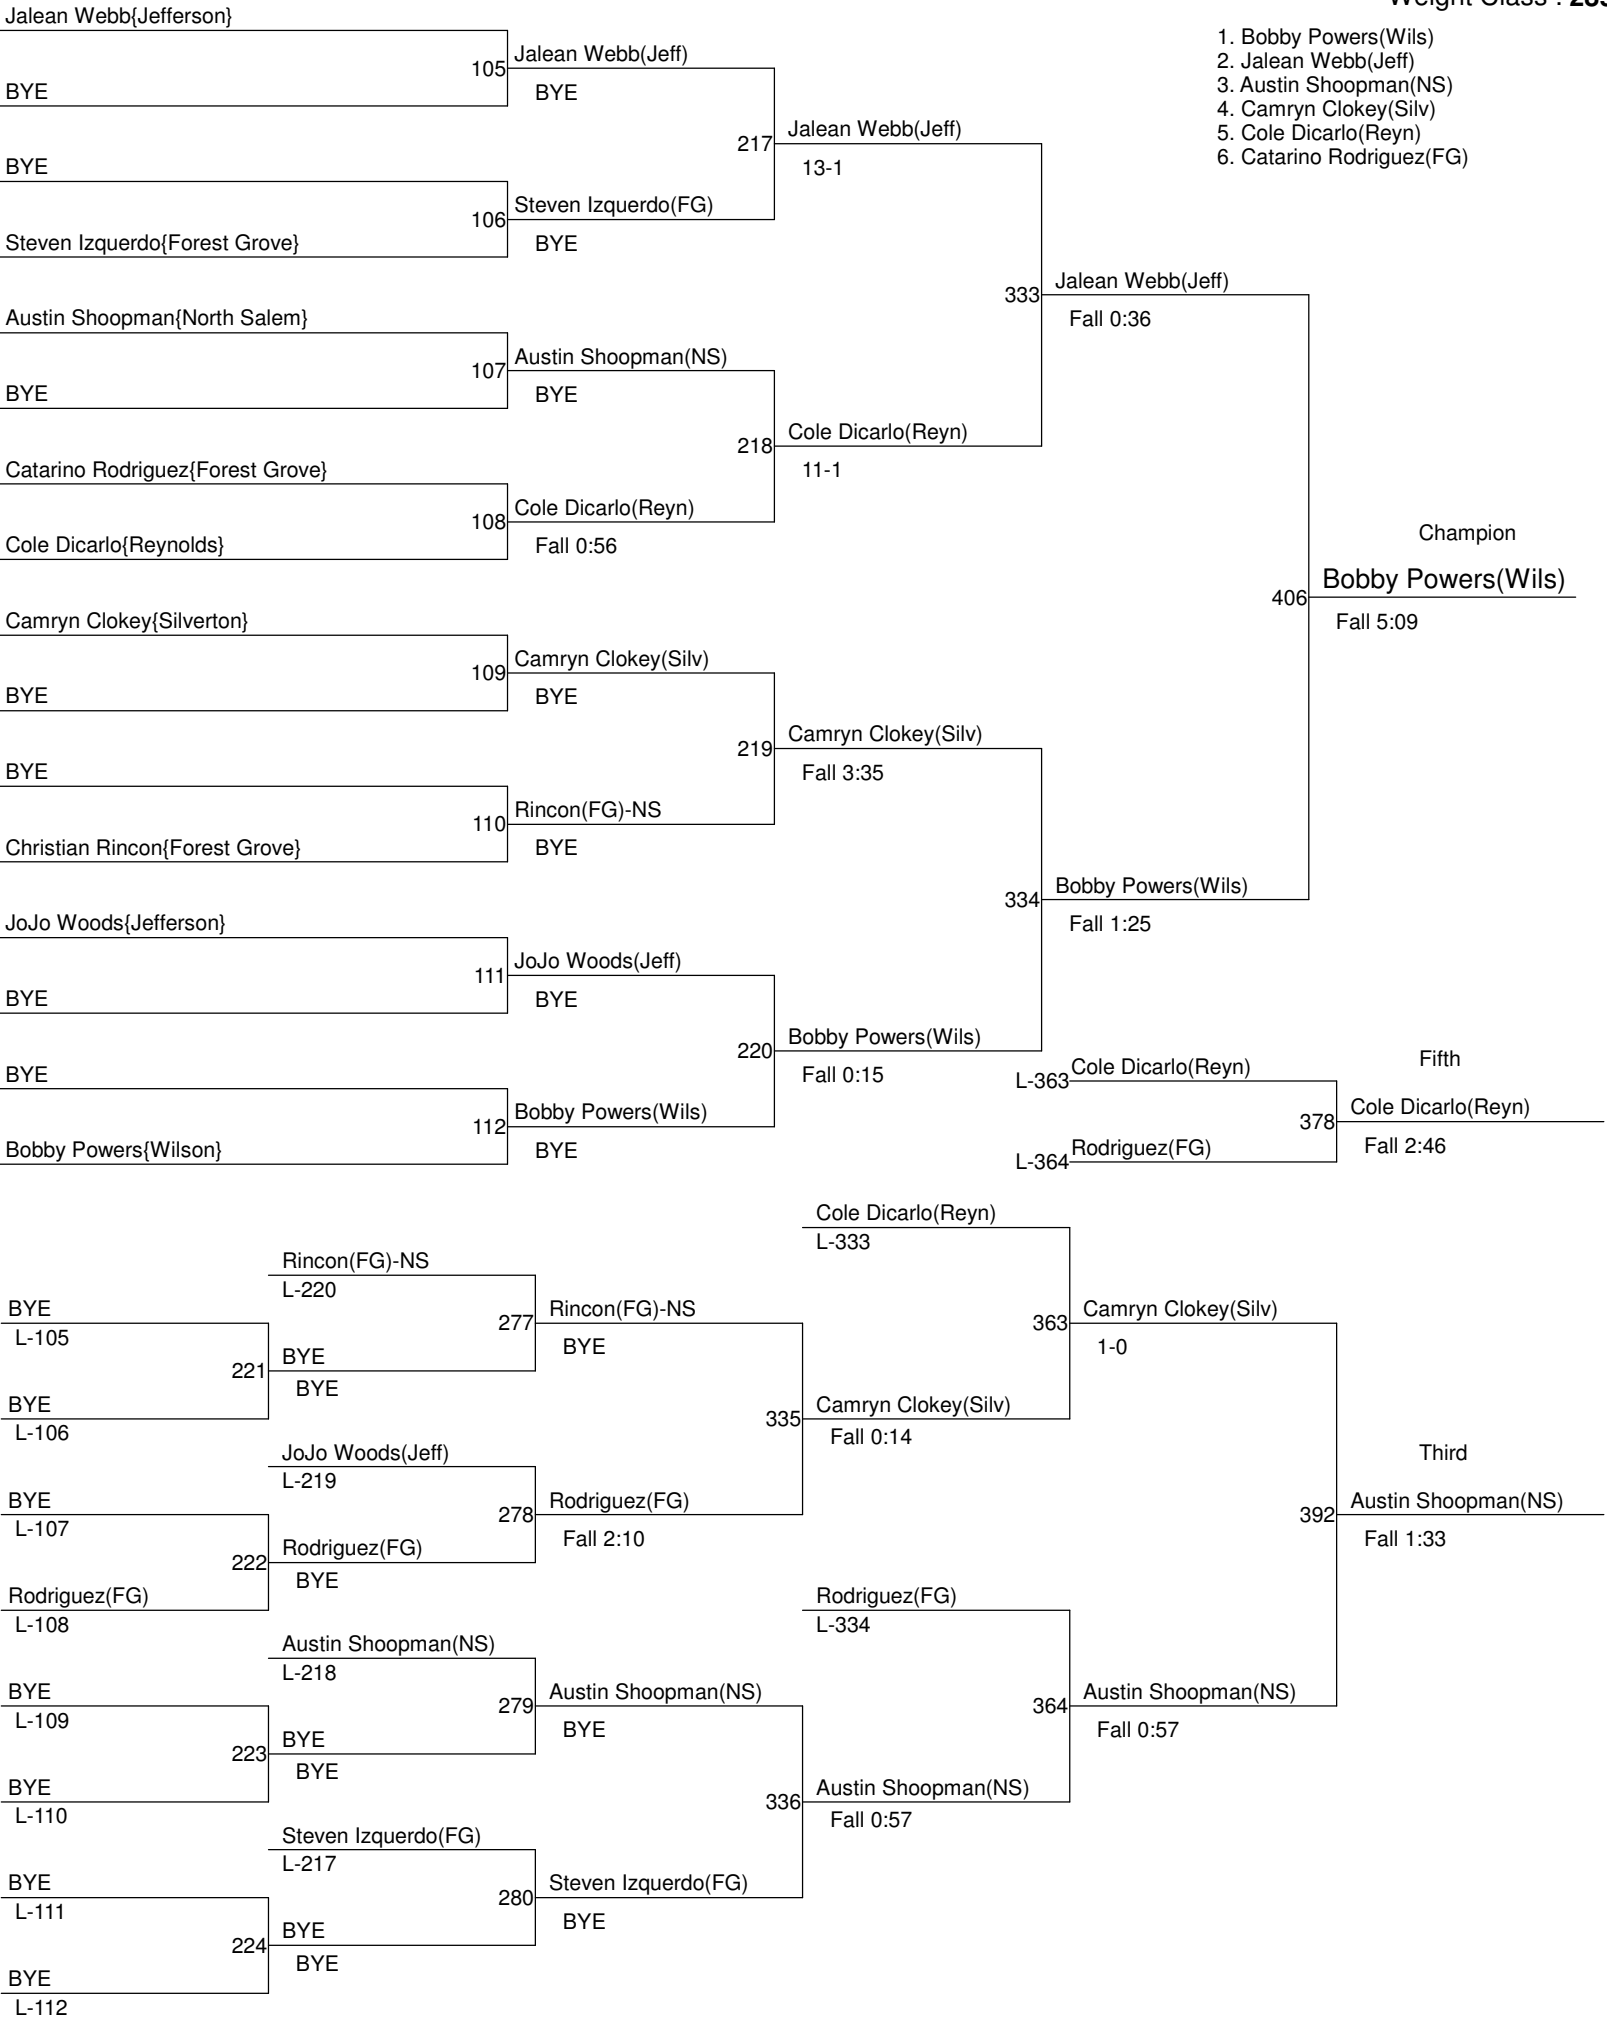 Jalean Webb{Jefferson}
BYE
BYE
Steven Izquerdo{Forest Grove}
Austin Shoopman{North Salem}
BYE
Catarino Rodriguez{Forest Grove}
Cole Dicarlo{Reynolds}
Camryn Clokey{Silverton}
BYE
BYE
Christian Rincon{Forest Grove}
JoJo Woods{Jefferson}
BYE
BYE
Bobby Powers{Wilson}
105 Jalean Webb(Jeff)
BYE
106 Steven Izquerdo(FG)
BYE
107 Austin Shoopman(NS)
BYE
108 Cole Dicarlo(Reyn)
Fall 0:56
109 Camryn Clokey(Silv)
BYE
110 Rincon(FG)-NS
BYE
111 JoJo Woods(Jeff)
BYE
112 Bobby Powers(Wils)
BYE
217 Jalean Webb(Jeff)
13-1
218 Cole Dicarlo(Reyn)
11-1
219 Camryn Clokey(Silv)
Fall 3:35
220 Bobby Powers(Wils)
Fall 0:15
333 Jalean Webb(Jeff)
Fall 0:36
334 Bobby Powers(Wils)
Fall 1:25
Weight Class :
1. Bobby Powers(Wils)
2. Jalean Webb(Jeff)
3. Austin Shoopman(NS)
4. Camryn Clokey(Silv)
5. Cole Dicarlo(Reyn)
6. Catarino Rodriguez(FG)
Champion
406 Bobby Powers(Wils)
Fall 5:09
L-363 Cole Dicarlo(Reyn)
L-364 Rodriguez(FG)
Fifth
378 Cole Dicarlo(Reyn)
Fall 2:46
BYE
L-105
BYE
L-106
BYE
L-107
Rodriguez(FG)
L-108
BYE
L-109
BYE
L-110
BYE
L-111
BYE
L-112
Rincon(FG)-NS
L-220
221 BYE
BYE
JoJo Woods(Jeff)
L-219
222 Rodriguez(FG)
BYE
Austin Shoopman(NS)
L-218
223 BYE
BYE
Steven Izquerdo(FG)
L-217
224 BYE
BYE
277 Rincon(FG)-NS
BYE
278 Rodriguez(FG)
Fall 2:10
279 Austin Shoopman(NS)
BYE
280 Steven Izquerdo(FG)
BYE
Cole Dicarlo(Reyn)
L-333
335 Camryn Clokey(Silv)
Fall 0:14
Rodriguez(FG)
L-334
336 Austin Shoopman(NS)
Fall 0:57
363 Camryn Clokey(Silv)
1-0
364 Austin Shoopman(NS)
Fall 0:57
Third
392 Austin Shoopman(NS)
Fall 1:33